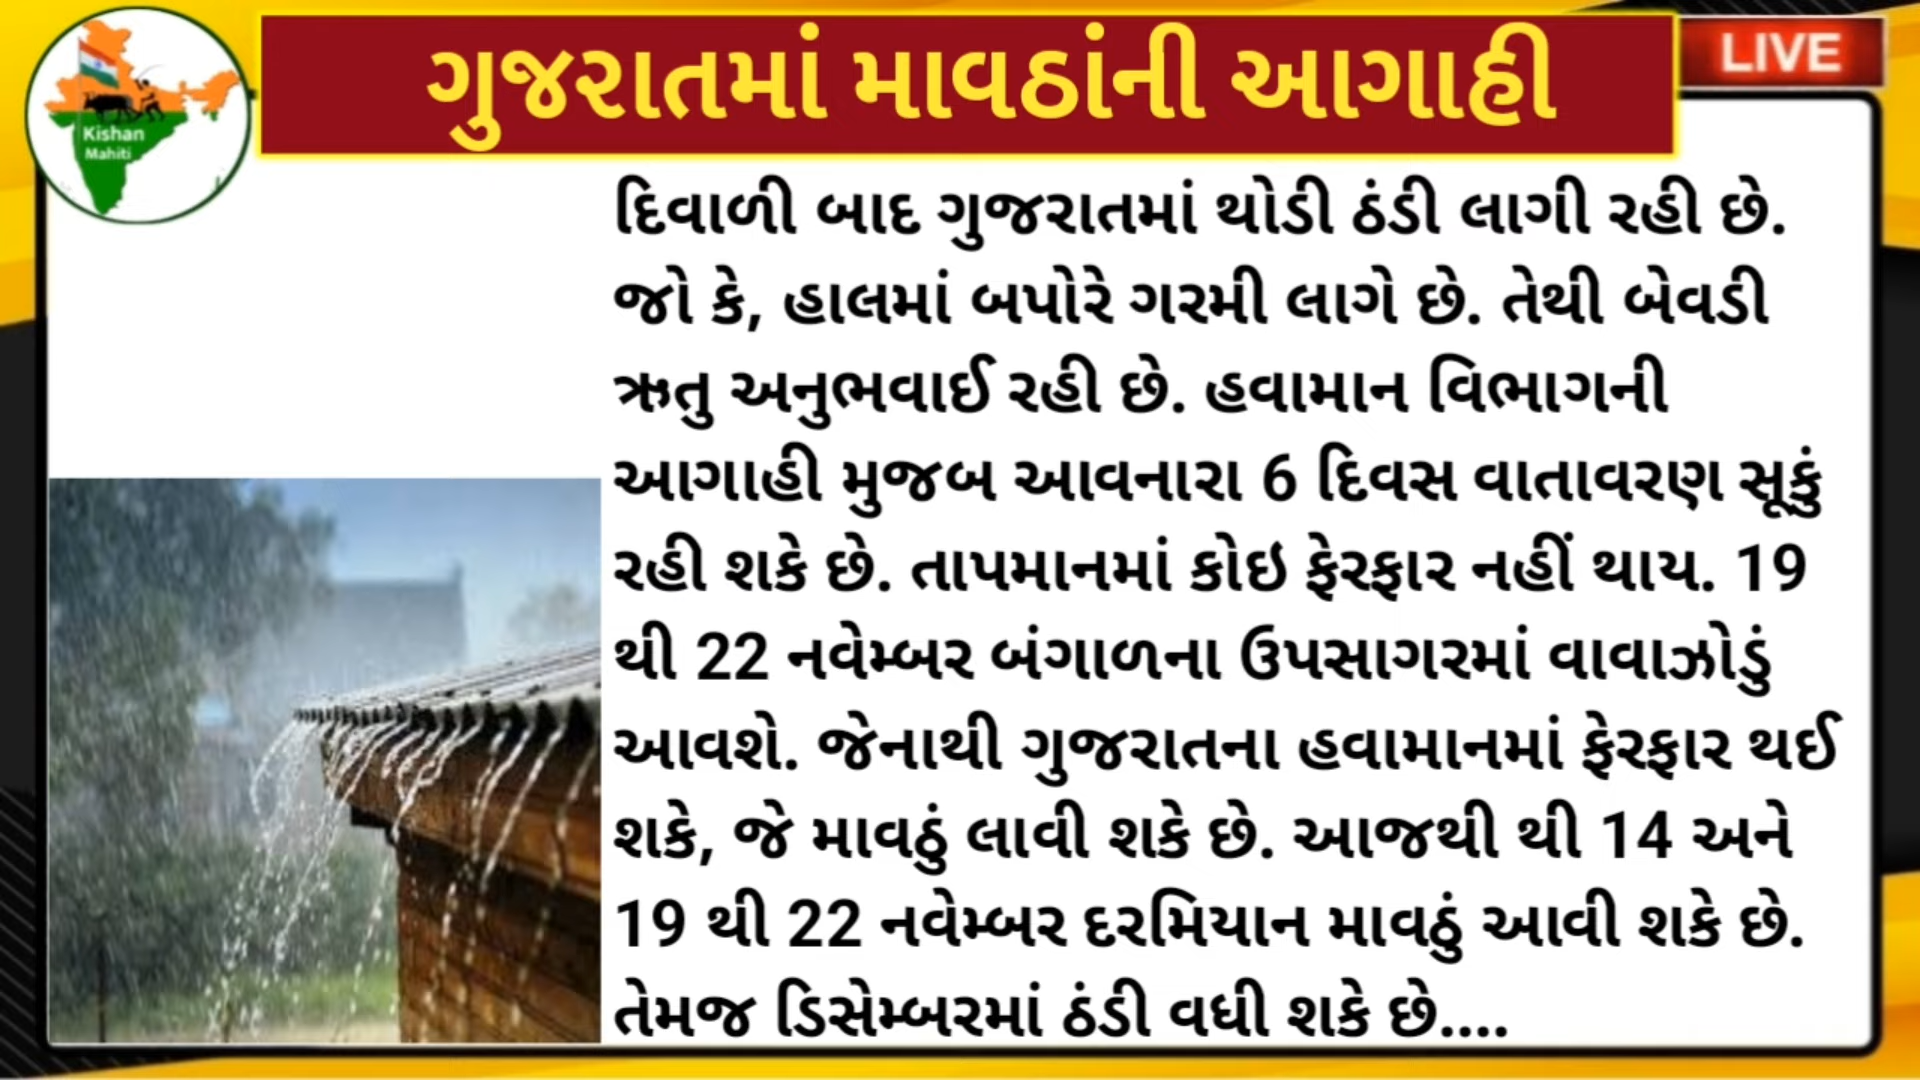 ગુજરાતમાં માવઠાંની આગાહી
LIVE
Kishan
Mahiti
દિવાળી બાદ ગુજરાતમાં થોડી ઠંડી લાગી રહી છે.
જો કે, હાલમાં બપોરે ગરમી લાગે છે. તેથી બેવડી
ઋતુ અનુભવાઈ રહી છે. હવામાન વિભાગની
આગાહી મુજબ આવનારા 6 દિવસ વાતાવરણ સૂકું
રહી શકે છે. તાપમાનમાં કોઇ ફેરફાર નહીં થાય. 19
થી 22 નવેમ્બર બંગાળના ઉપસાગરમાં વાવાઝોડું
આવશે. જેનાથી ગુજરાતના હવામાનમાં ફેરફાર થઈ
શકે, જે માવઠું લાવી શકે છે. આજથી થી 14 અને
19 થી 22 નવેમ્બર દરમિયાન માવઠું આવી શકે છે.
તેમજ ડિસેમ્બરમાં ઠંડી વધી શકે છે....